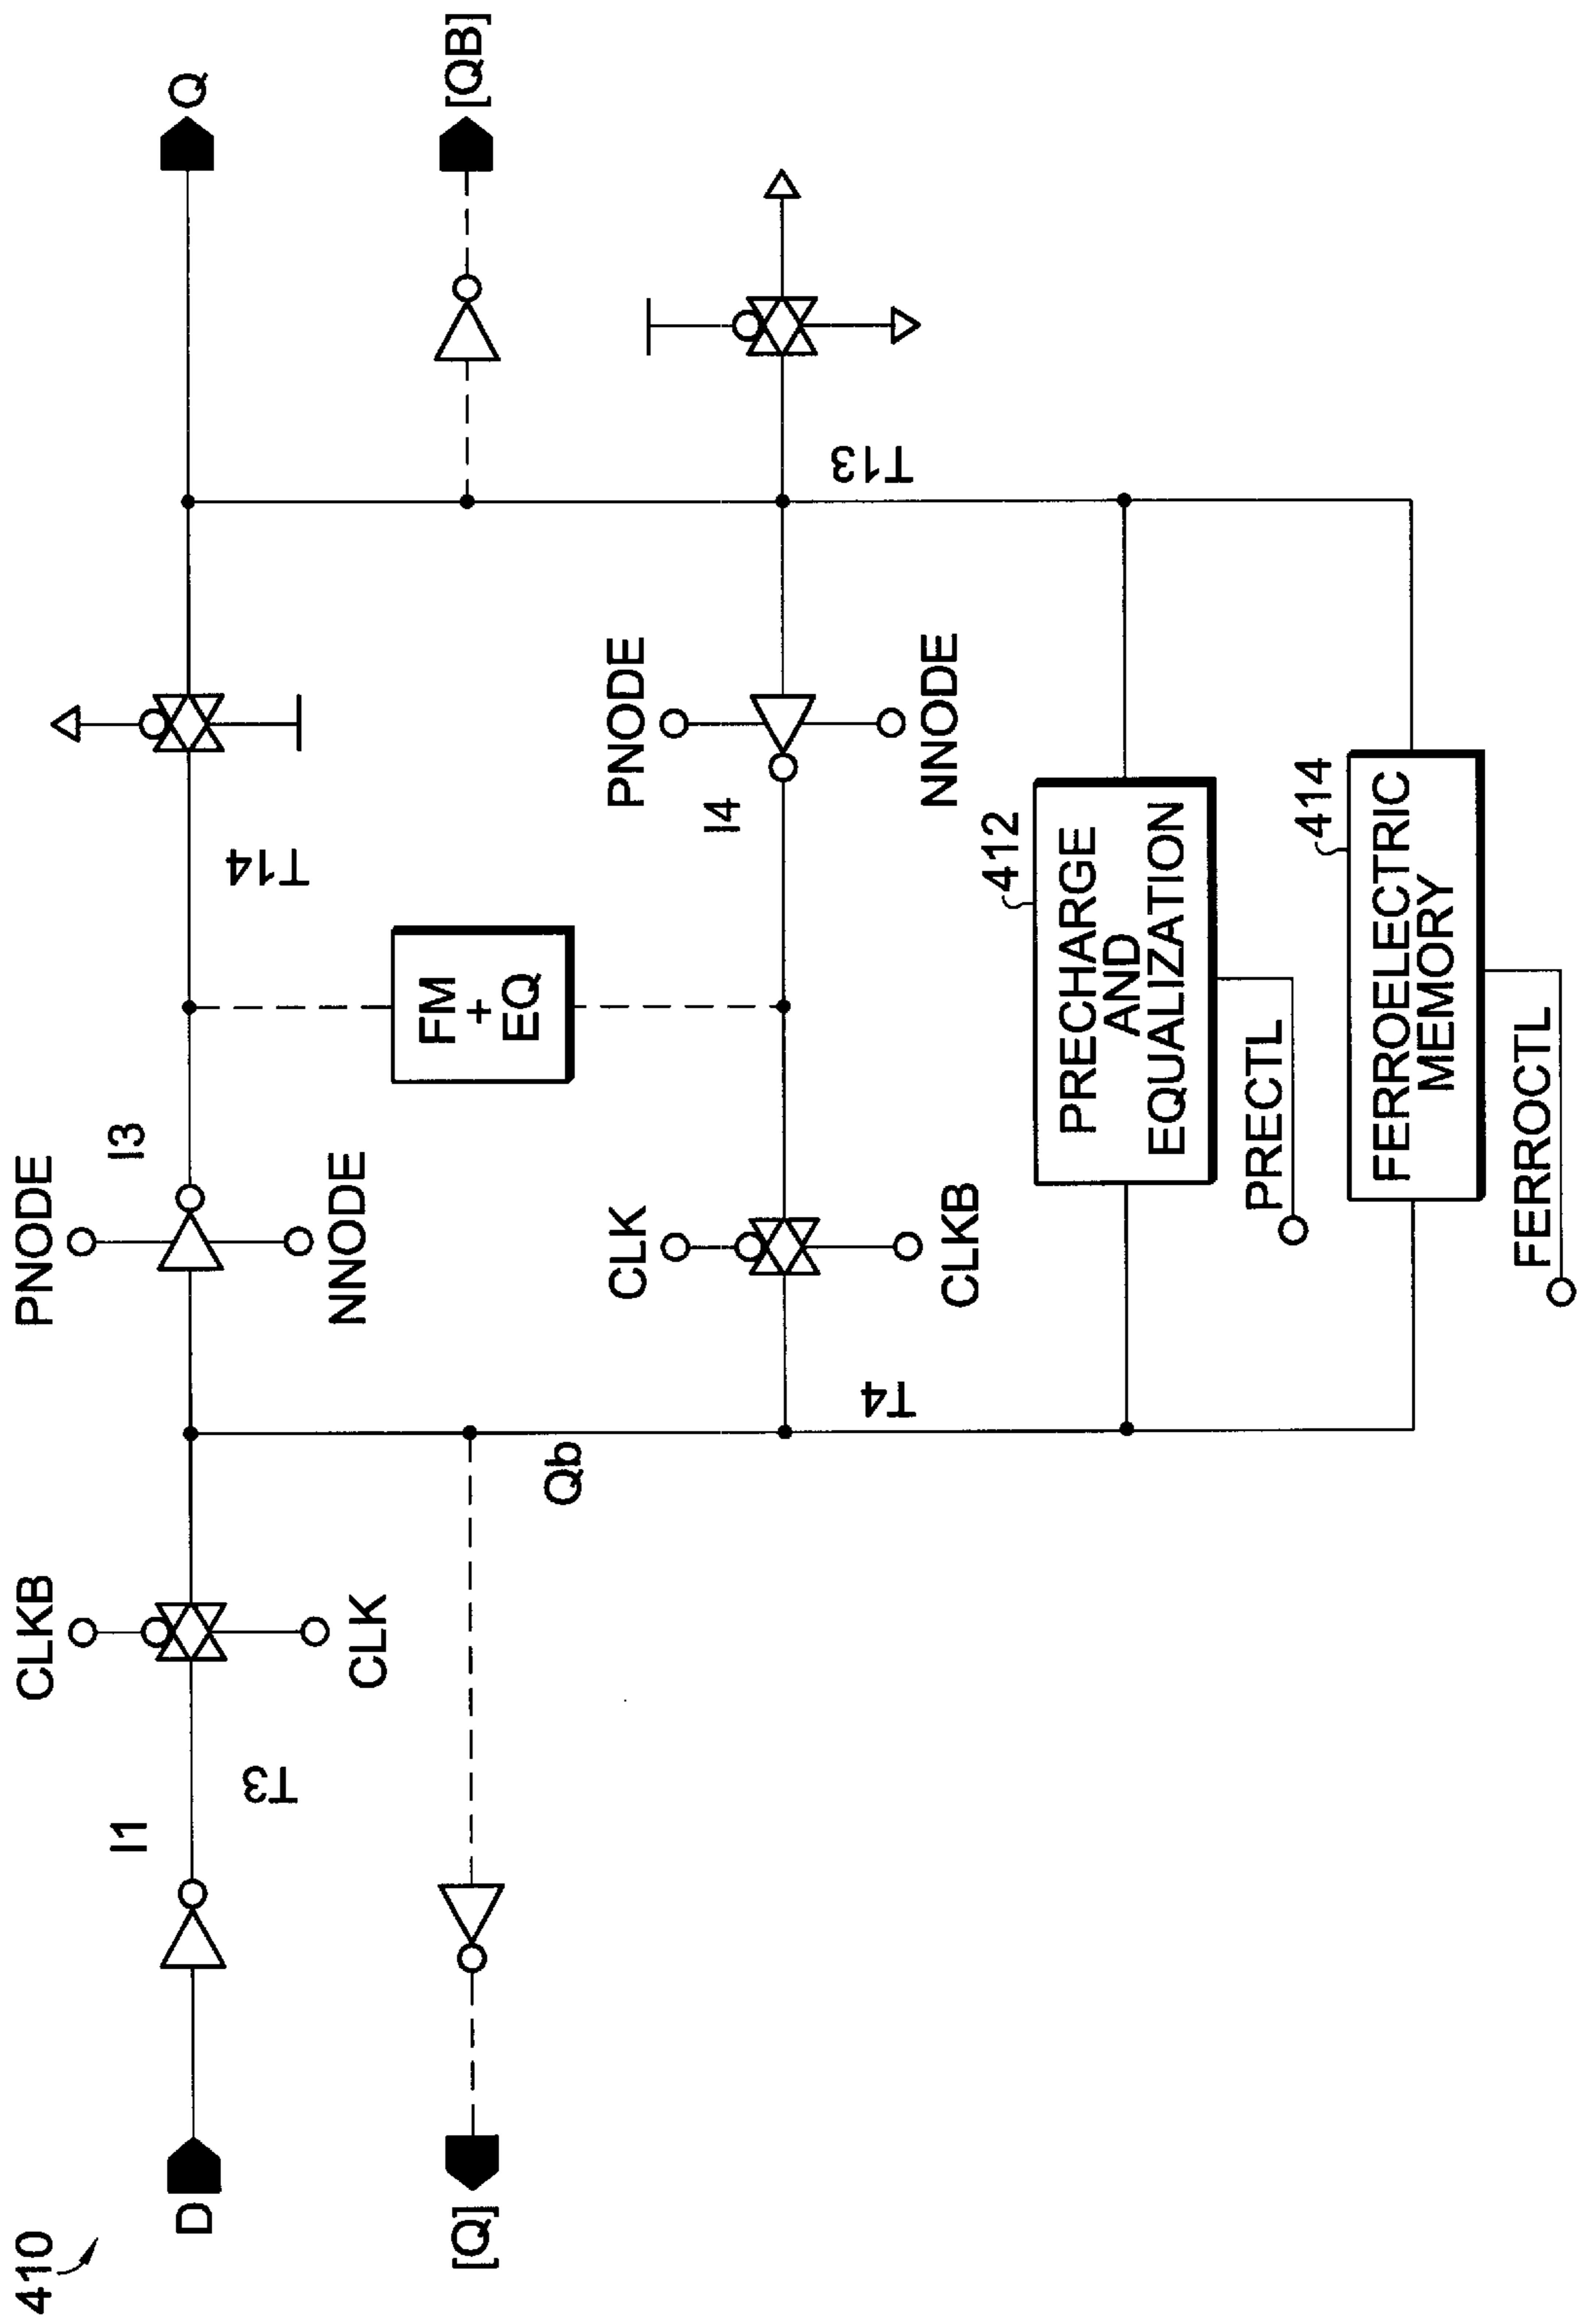 410
D
I1
T3
CLKB
CLK
[Q]
Qb
PNODE
I3
NNODE
T14
Q
[QB]
FM
+
EQ
CLK
CLKB
T4
I4
PNODE
NNODE
T13
412
PRECHARGE
AND
EQUALIZATION
PRECTL
414
FERROELECTRIC
MEMORY
FERROCTL